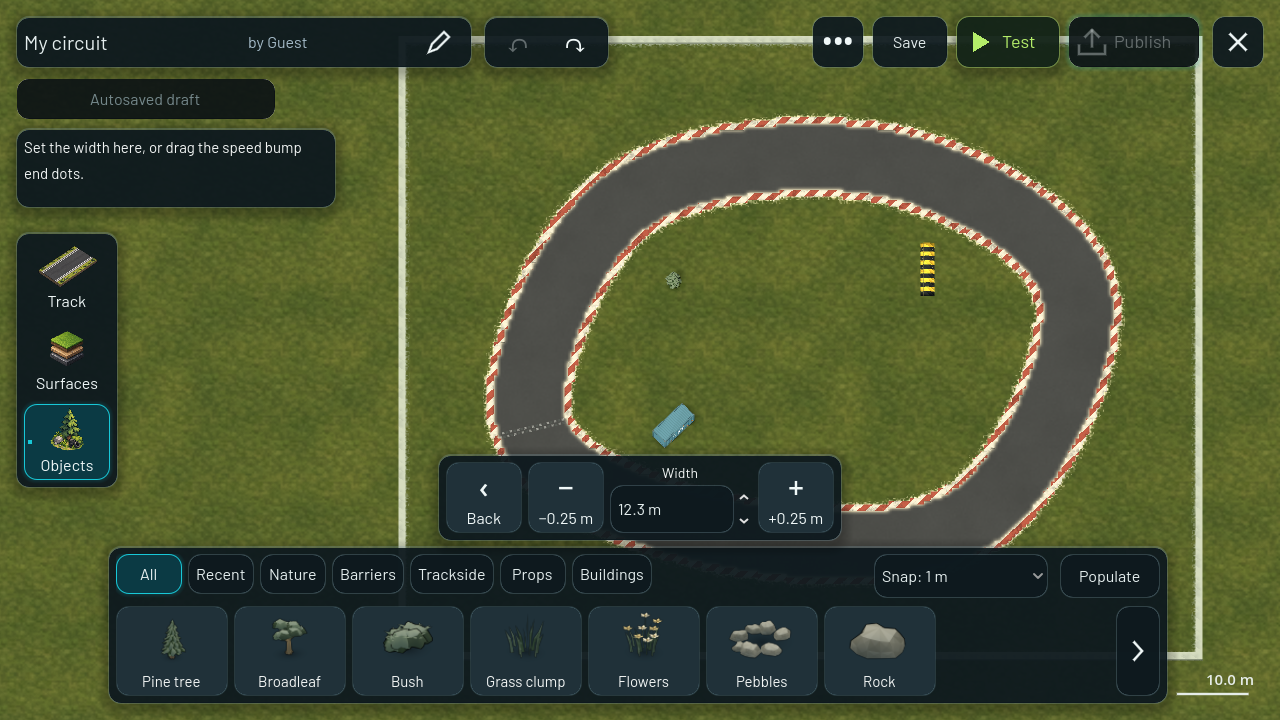 My circuit
by Guest
Save
Test
Publish
Autosaved draft
Set the width here, or drag the speed bump
end dots.
Track
Surfaces
Objects
Width
Back
−0.25 m
12.3 m
+0.25 m
All
Recent
Nature
Barriers
Trackside
Props
Buildings
Snap: 1 m
Populate
Pine tree
Broadleaf
Bush
Grass clump
Flowers
Pebbles
Rock
10.0 m